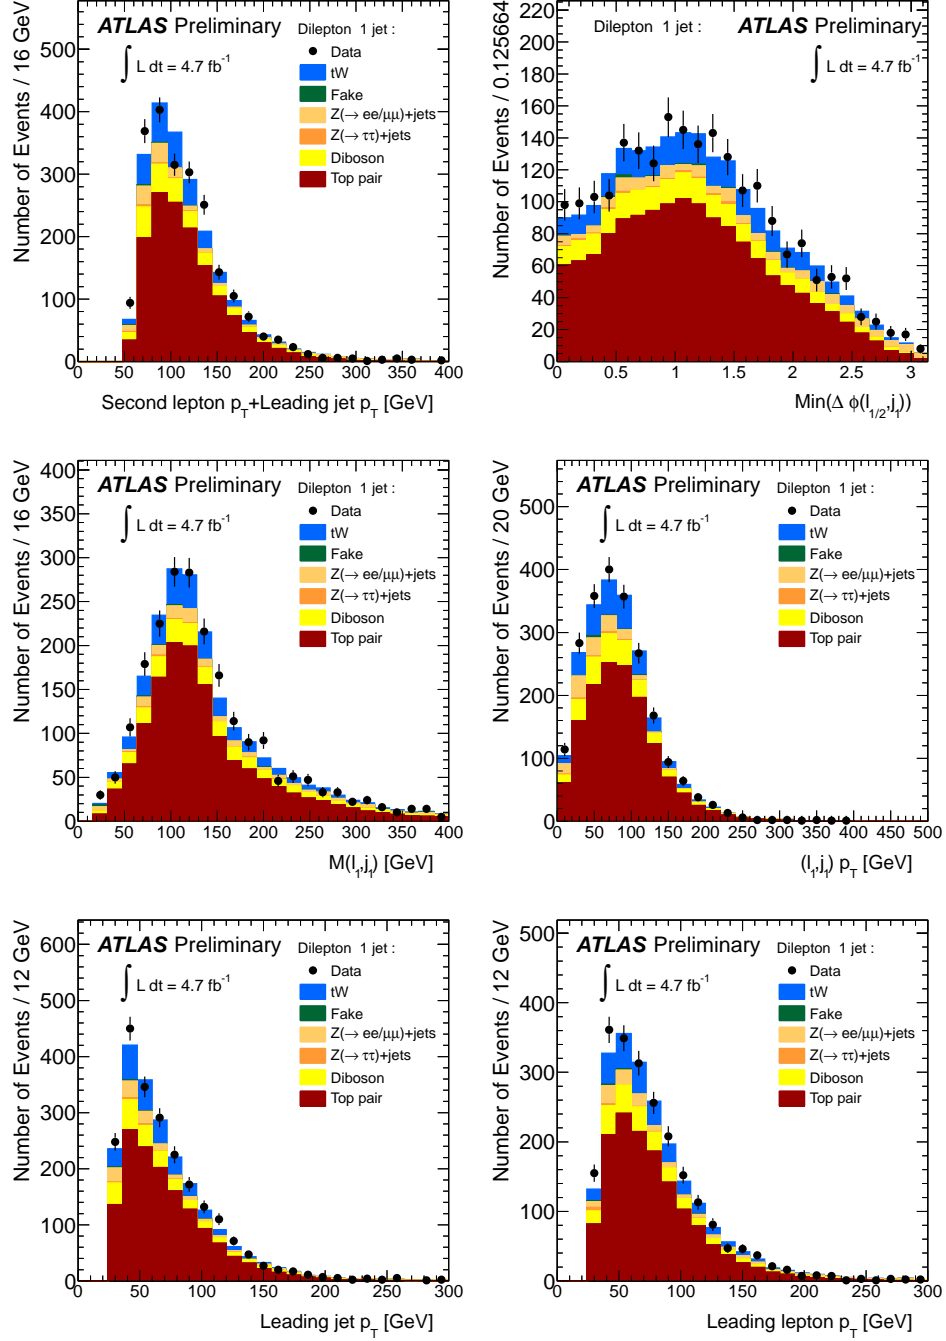 ATLAS Preliminary
∫ L dt = 4.7 fb⁻¹
Dilepton 1 jet :
Data
tW
Fake
Z(→ ee/μμ)+jets
Z(→ ττ)+jets
Diboson
Top pair
Number of Events / 16 GeV
500
400
300
200
100
0
0 50 100 150 200 250 300 350 400
Second lepton p_T+Leading jet p_T [GeV]
Dilepton 1 jet :
ATLAS Preliminary
∫ L dt = 4.7 fb⁻¹
Number of Events / 0.125664
220
200
180
160
140
120
100
80
60
40
20
0
0 0.5 1 1.5 2 2.5 3
Min(Δ φ(l_1/2,j_1))
ATLAS Preliminary
∫ L dt = 4.7 fb⁻¹
Dilepton 1 jet :
Data
tW
Fake
Z(→ ee/μμ)+jets
Z(→ ττ)+jets
Diboson
Top pair
Number of Events / 16 GeV
400
350
300
250
200
150
100
50
0
0 50 100 150 200 250 300 350 400
M(l_1,j_1) [GeV]
ATLAS Preliminary
∫ L dt = 4.7 fb⁻¹
Dilepton 1 jet :
Data
tW
Fake
Z(→ ee/μμ)+jets
Z(→ ττ)+jets
Diboson
Top pair
Number of Events / 20 GeV
500
400
300
200
100
0
0 50 100 150 200 250 300 350 400 450 500
(l_1,j_1) p_T [GeV]
ATLAS Preliminary
∫ L dt = 4.7 fb⁻¹
Dilepton 1 jet :
Data
tW
Fake
Z(→ ee/μμ)+jets
Z(→ ττ)+jets
Diboson
Top pair
Number of Events / 12 GeV
600
500
400
300
200
100
0
0 50 100 150 200 250 300
Leading jet p_T [GeV]
ATLAS Preliminary
∫ L dt = 4.7 fb⁻¹
Dilepton 1 jet :
Data
tW
Fake
Z(→ ee/μμ)+jets
Z(→ ττ)+jets
Diboson
Top pair
Number of Events / 12 GeV
500
400
300
200
100
0
0 50 100 150 200 250 300
Leading lepton p_T [GeV]